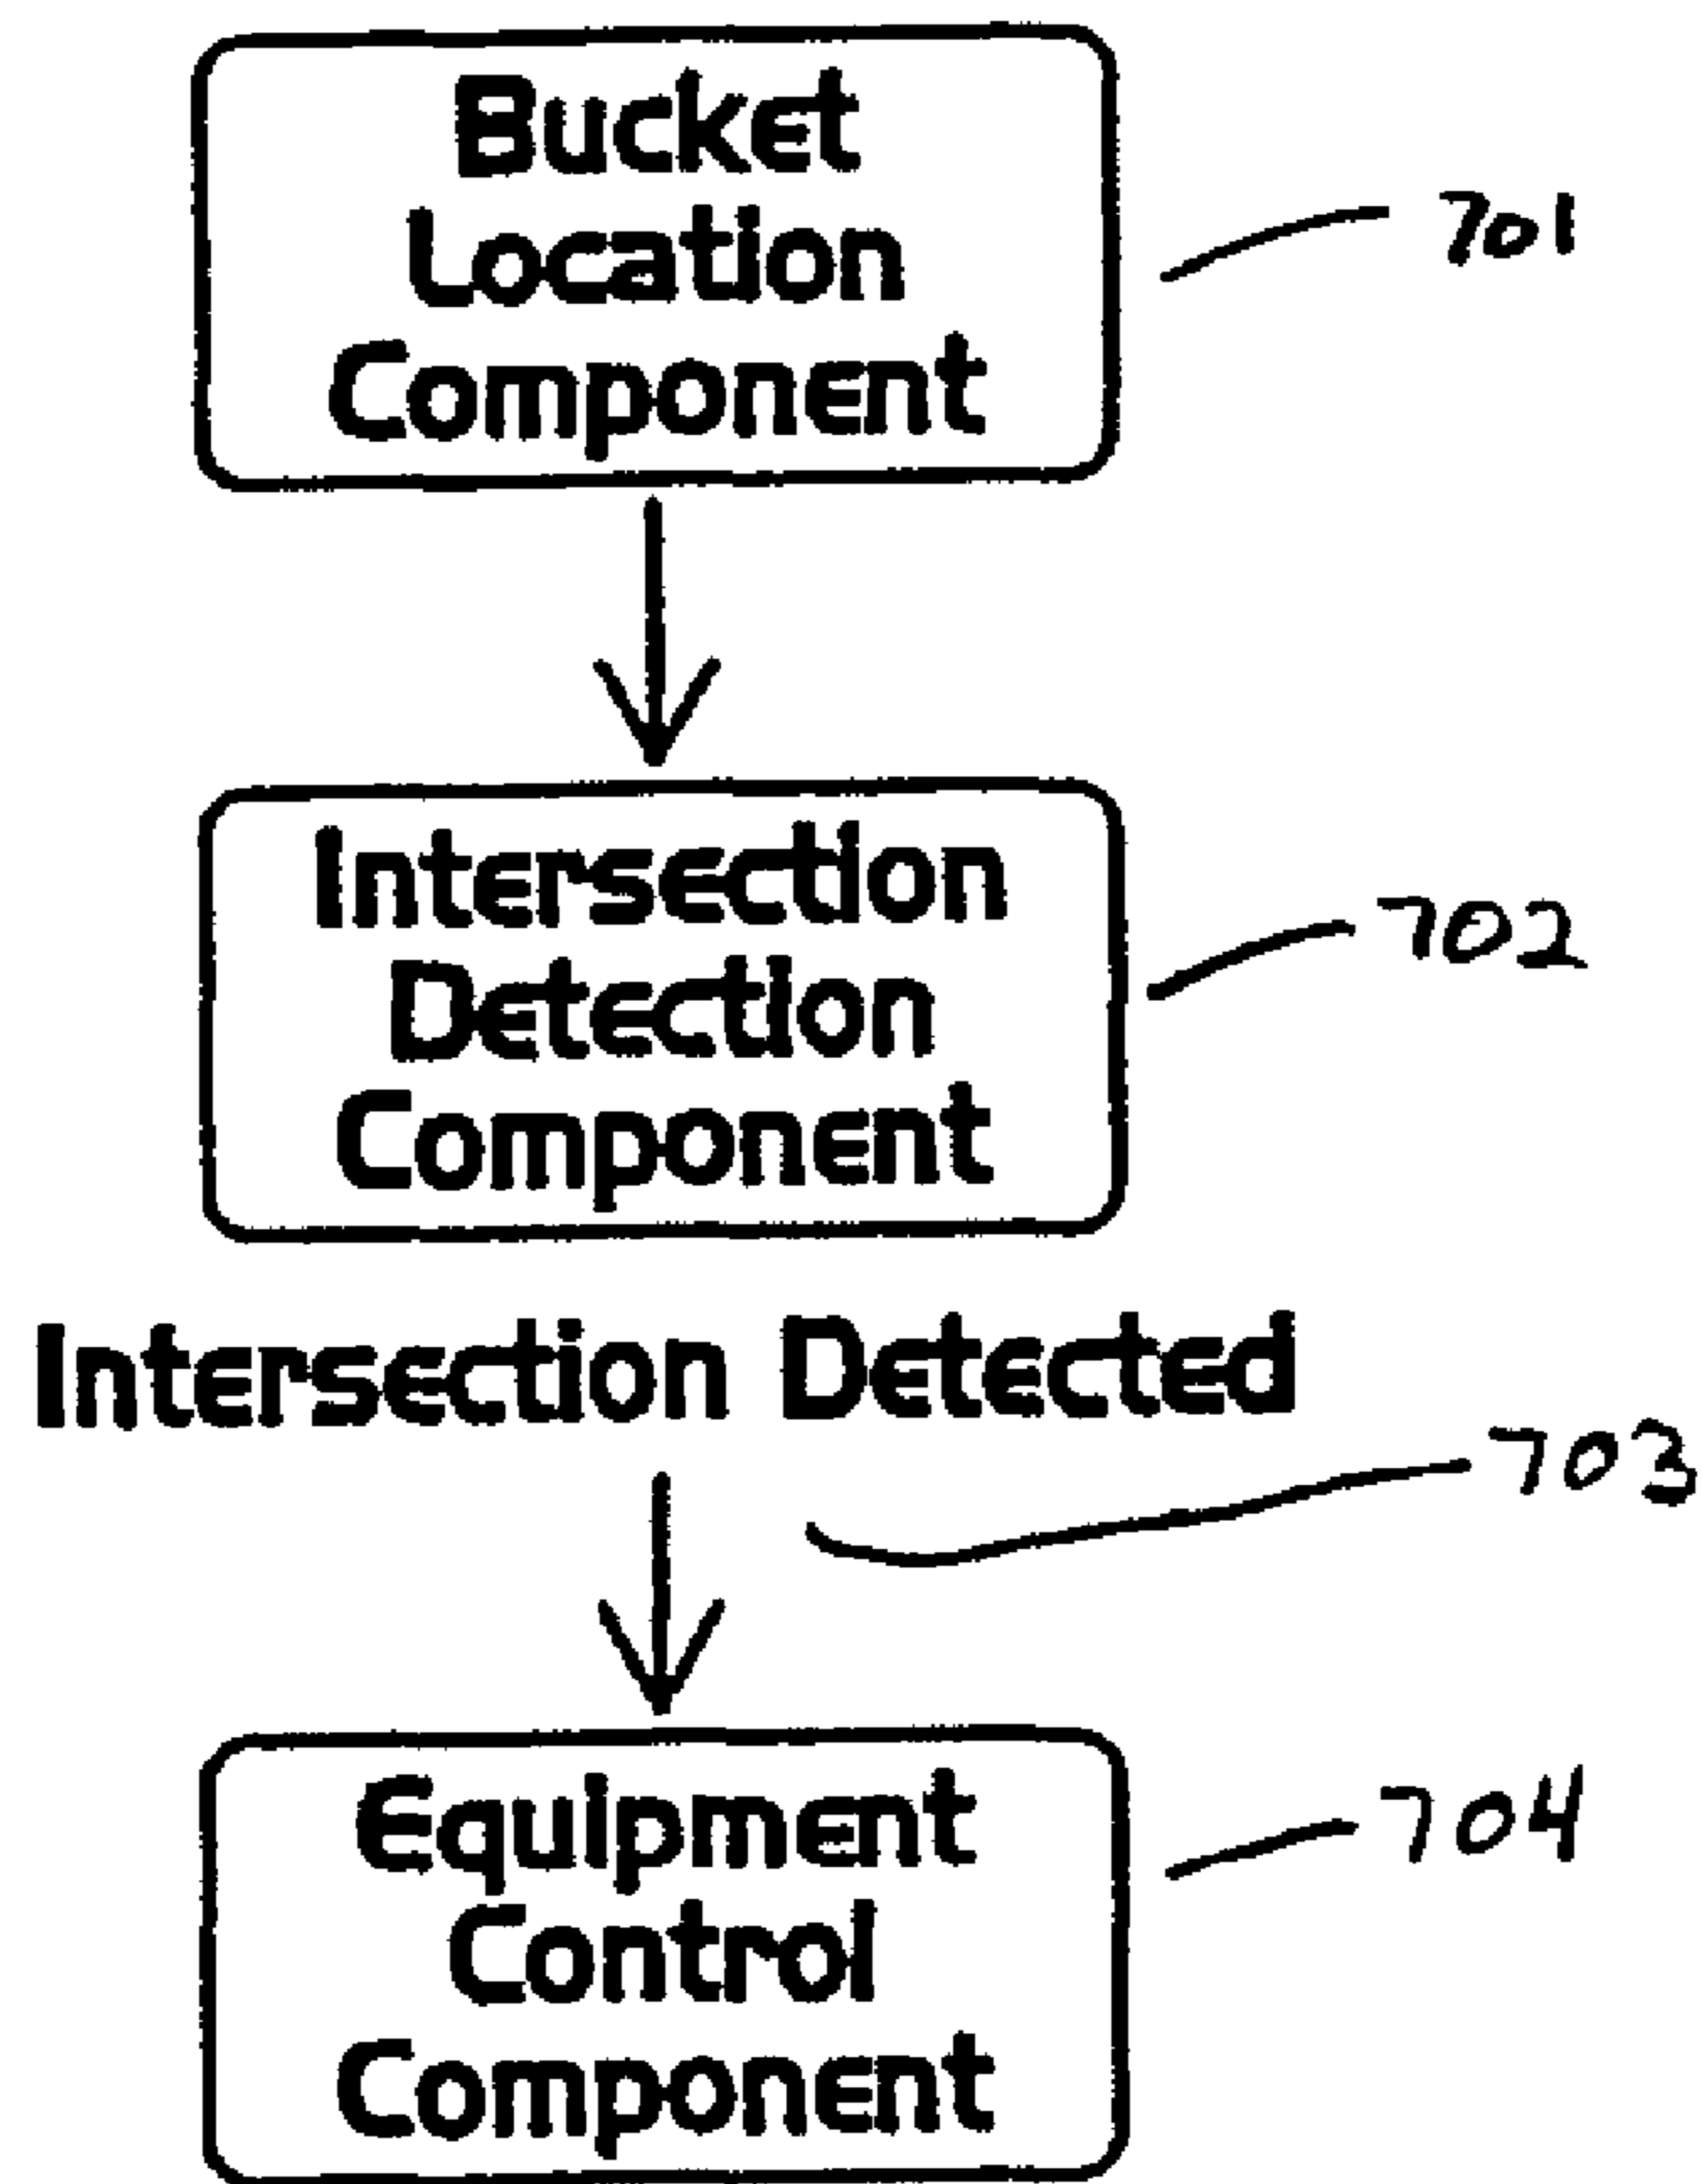 Bucket
Location
Component
701
Intersection
Detection
Component
702
Intersection Detected
703
Equipment
Control
Component
704